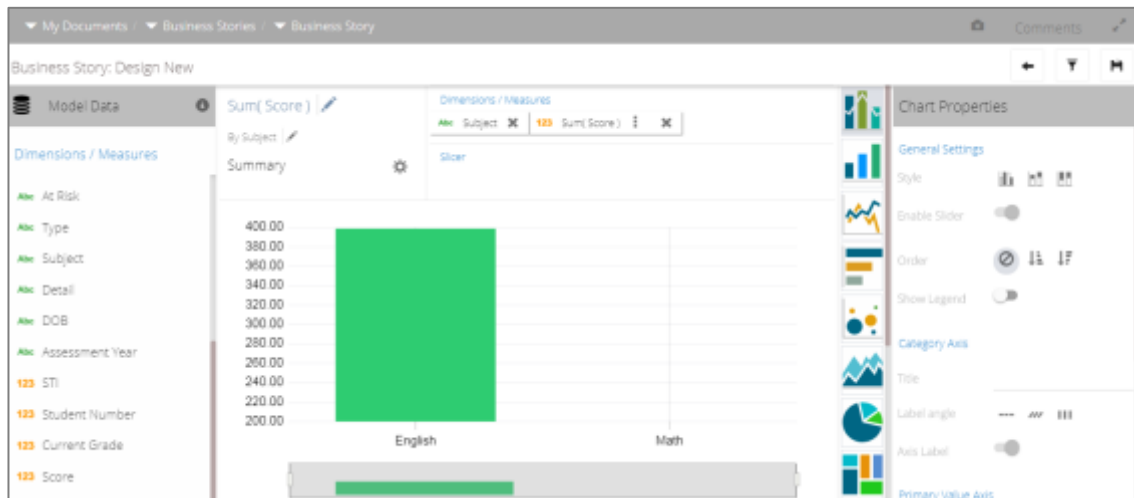 My Documents / Business Stories / Business Story
Comments
Business Story: Design New
Model Data
Dimensions / Measures
Abc At Risk
Abc Type
Abc Subject
Abc Detail
Abc DOB
Abc Assessment Year
123 STI
123 Student Number
123 Current Grade
123 Score
Sum( Score )
By Subject
Summary
Dimensions / Measures
Abc Subject
123 Sum( Score )
Slicer
400.00
380.00
360.00
340.00
320.00
300.00
280.00
260.00
240.00
220.00
200.00
English
Math
Chart Properties
General Settings
Style
Enable Slider
Order
Show Legend
Category Axis
Title
Label angle
Axis Label
Primary Value Axis